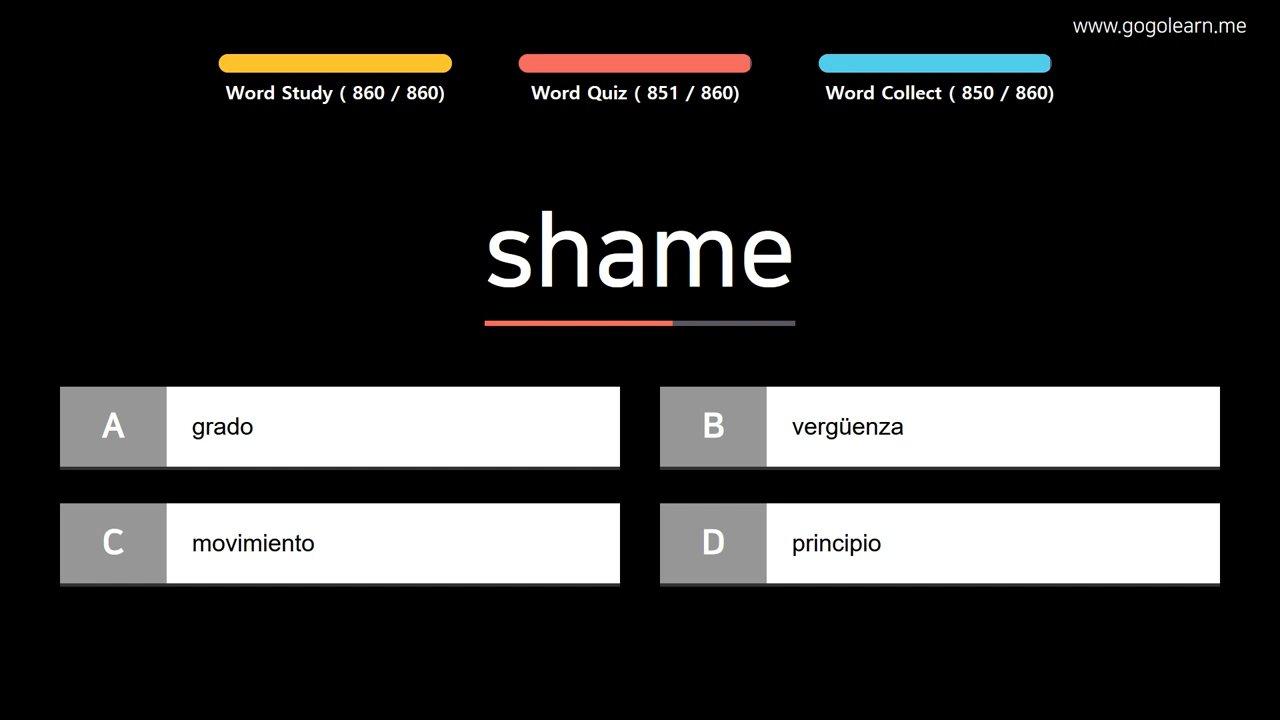 www.gogolearn.me
Word Study ( 860 / 860)
Word Quiz ( 851 / 860)
Word Collect ( 850 / 860)
shame
A grado
B vergüenza
C movimiento
D principio